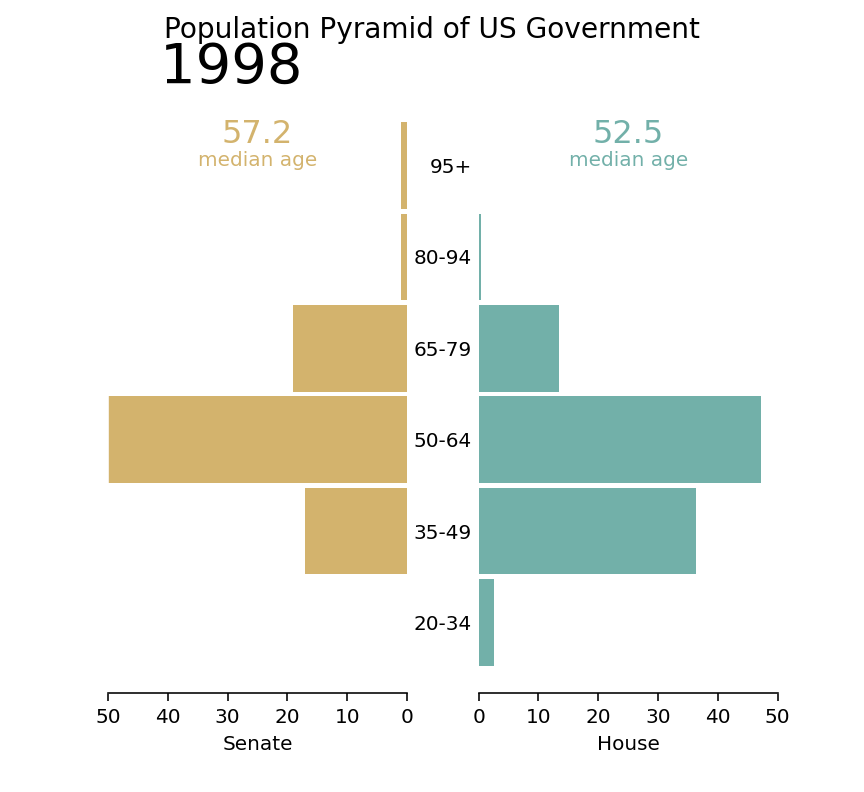 Population Pyramid of US Government
1998
57.2
median age
52.5
median age
95+
80-94
65-79
50-64
35-49
20-34
50 40 30 20 10 0
0 10 20 30 40 50
Senate
House